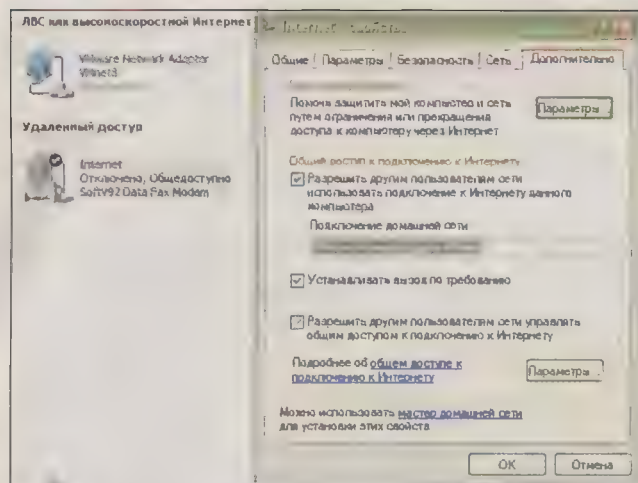 ЛВС или высокоскоростной Интернет
VMware Network Adapter
VMnet8
Удаленный доступ
Internet
Отключено, Общедоступно
SoftV92 Data Fax Modem
Internet
Общие
Параметры
Безопасность
Сеть
Дополнительно
Помочь защитить мой компьютер и сеть
путем ограничения или прекращения
доступа к компьютеру через Интернет
Параметры...
Общий доступ к подключению к Интернету
Разрешить другим пользователям сети
использовать подключение к Интернету данного
компьютера
Подключение домашней сети
Устанавливать вызов по требованию
Разрешить другим пользователям сети управлять
общим доступом к подключению к Интернету
Подробнее об общем доступе к
подключению к Интернету
Параметры...
Можно использовать мастер домашней сети
для установки этих свойств
OK
Отмена